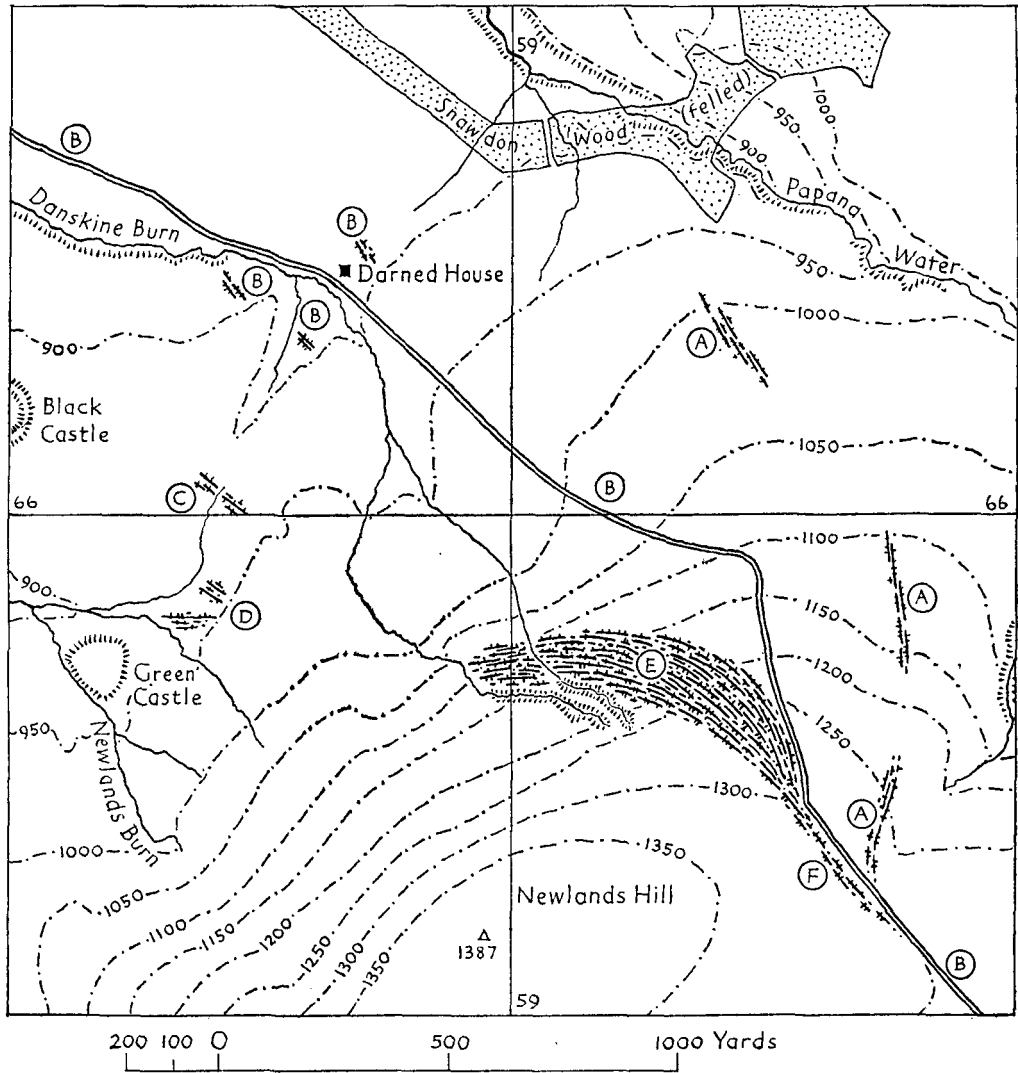 59
Snawdon
Wood
(felled)
1000
950
900
Papana
Water
B
Danskine Burn
B
Darned House
B
B
950
1000
A
900
Black
Castle
1050
C
B
66
66
1100
900
D
A
1150
E
1200
Green
Castle
950
Newlands
Burn
1250
1300
A
1000
1350
F
1050
Newlands Hill
1100
1150
1200
1250
1300
1350
1387
B
59
200 100 0 500 1000 Yards